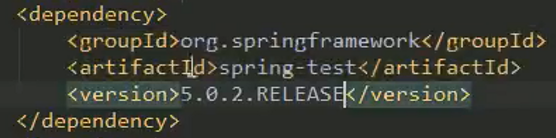 <dependency>
<groupId>org.springframework</groupId>
<artifactId>spring-test</artifactId>
<version>5.0.2.RELEASE</version>
</dependency>